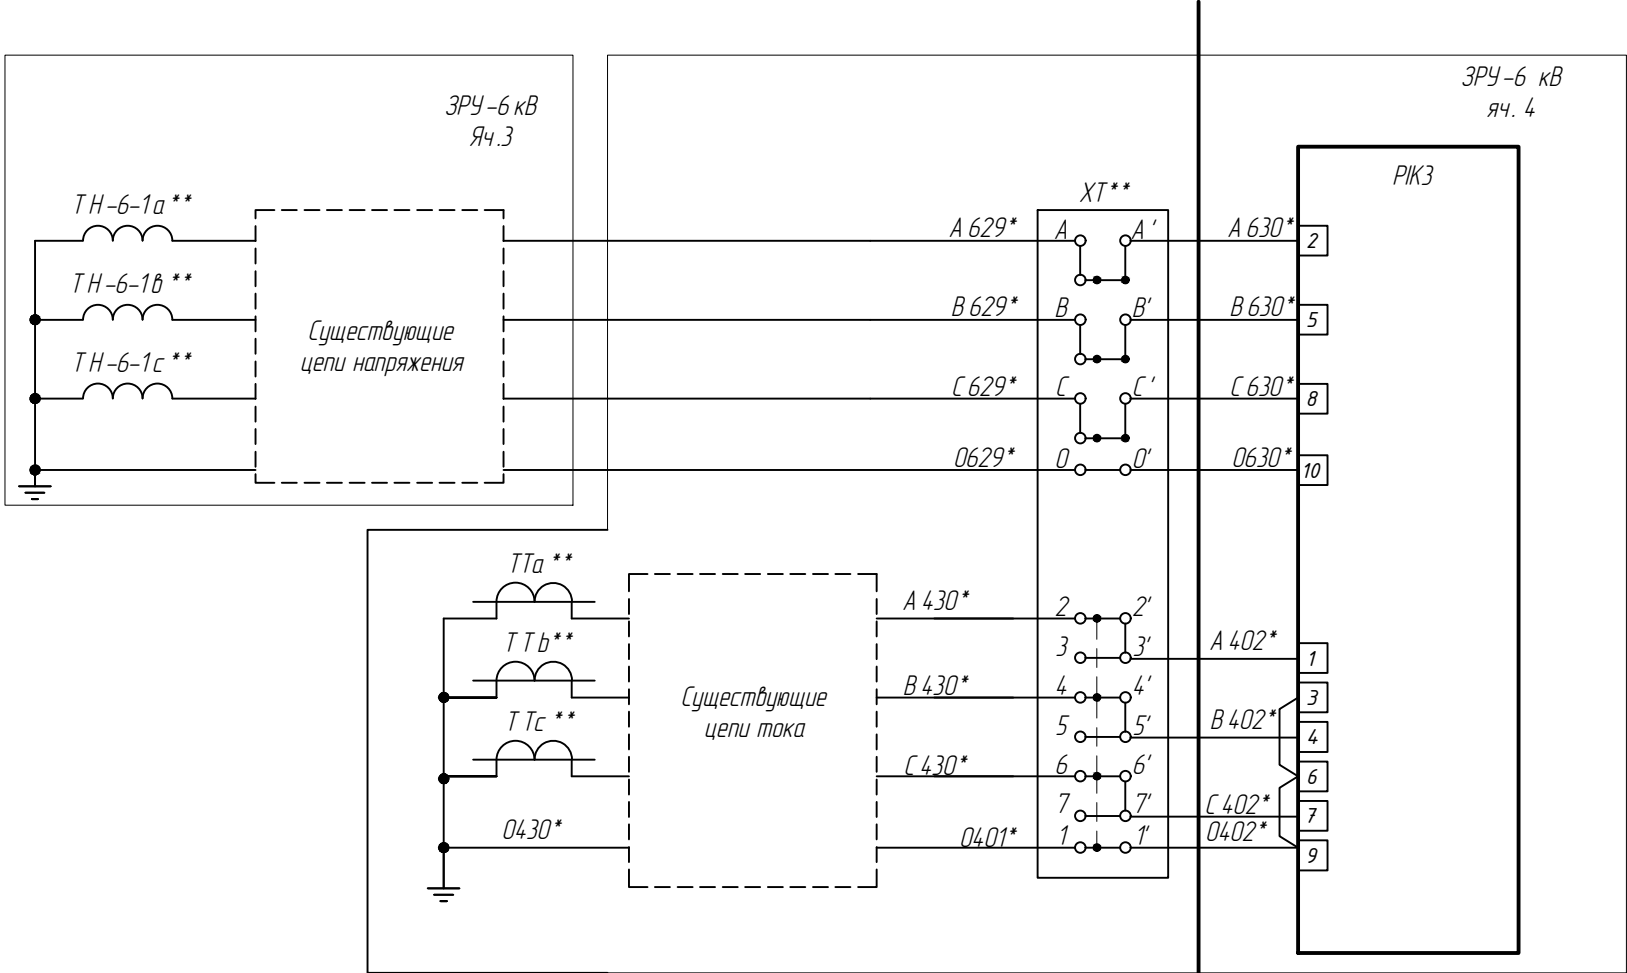 ЗРУ-6 кВ
Яч.3
ЗРУ-6 кВ
яч. 4
ТН-6-1а**
ТН-6-1в**
ТН-6-1с**
Существующие
цепи напряжения
А 629*
В 629*
С 629*
0629*
ХТ**
А А'
В В'
С С'
0 0'
А 630*
В 630*
С 630*
0630*
PIK3
2
5
8
10
ТТа**
ТТb**
ТТс**
0430*
Существующие
цепи тока
А 430*
В 430*
С 430*
0401*
2 2'
3 3'
4 4'
5 5'
6 6'
7 7'
1 1'
А 402*
В 402*
С 402*
0402*
1
3
4
6
7
9